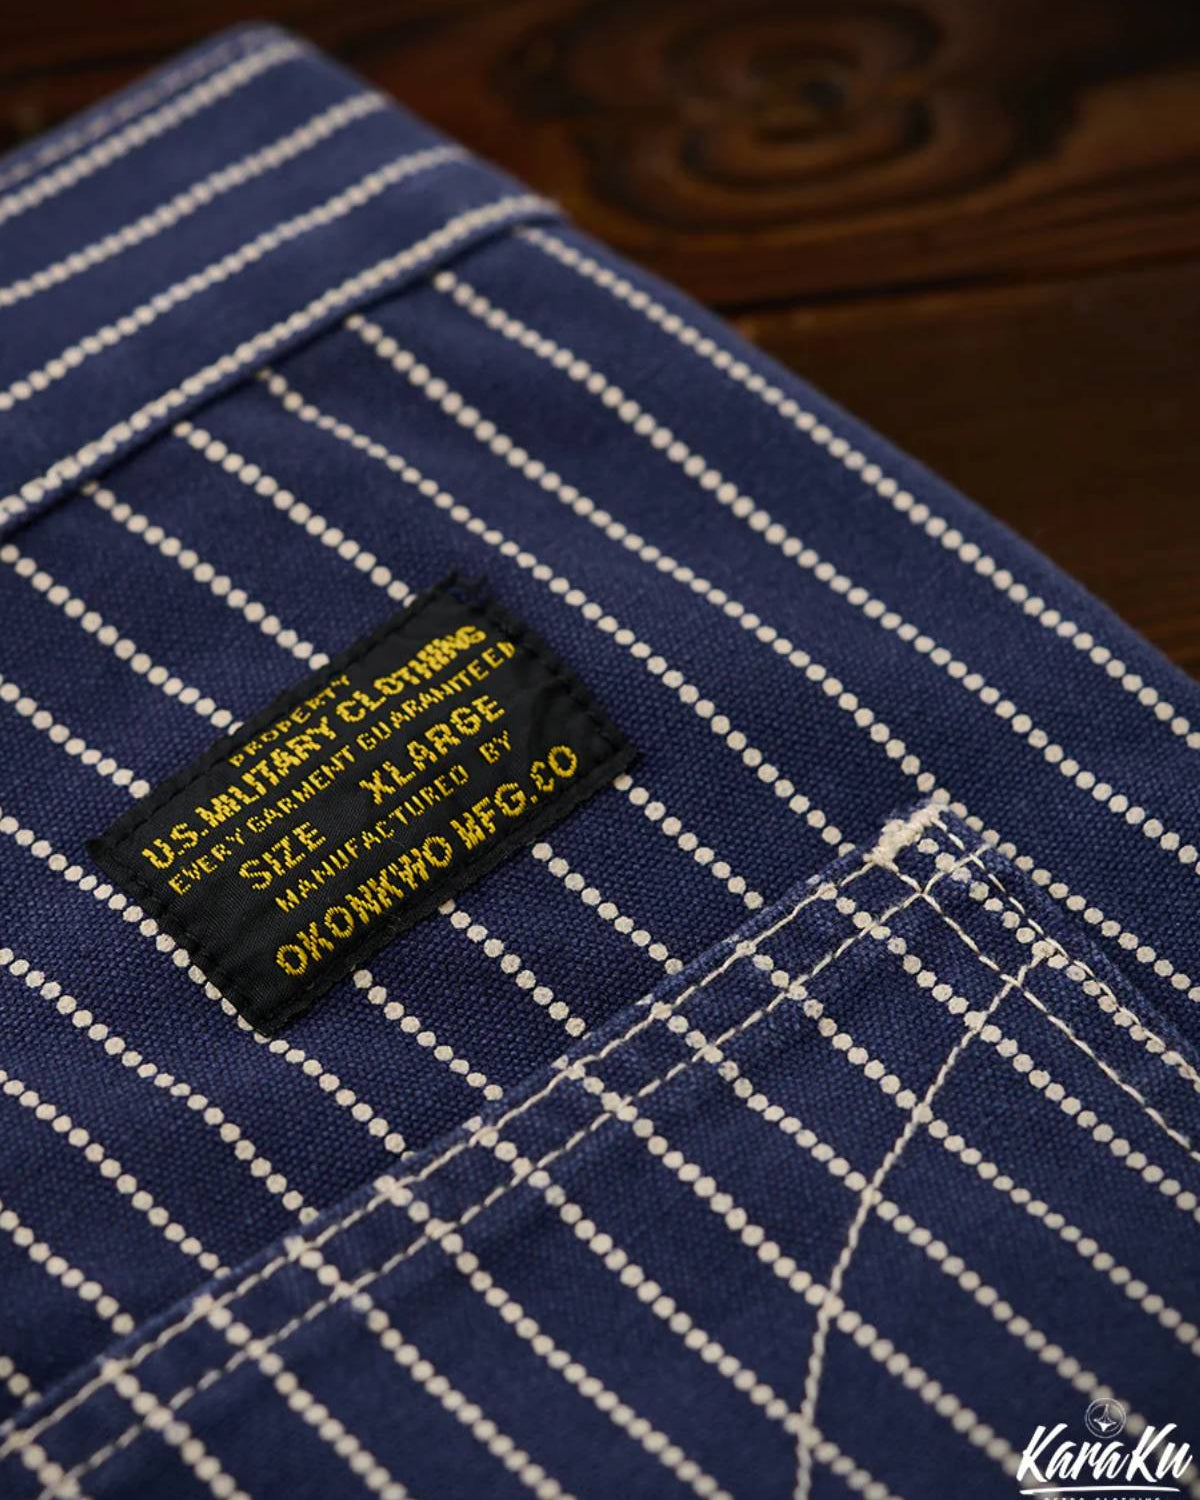 PROPERTY
U.S.MILITARY CLOTHING
EVERY GARMENT GUARANTEED
SIZE XLARGE
MANUFACTURED BY
OKONKWO MFG.CO
KaraKu